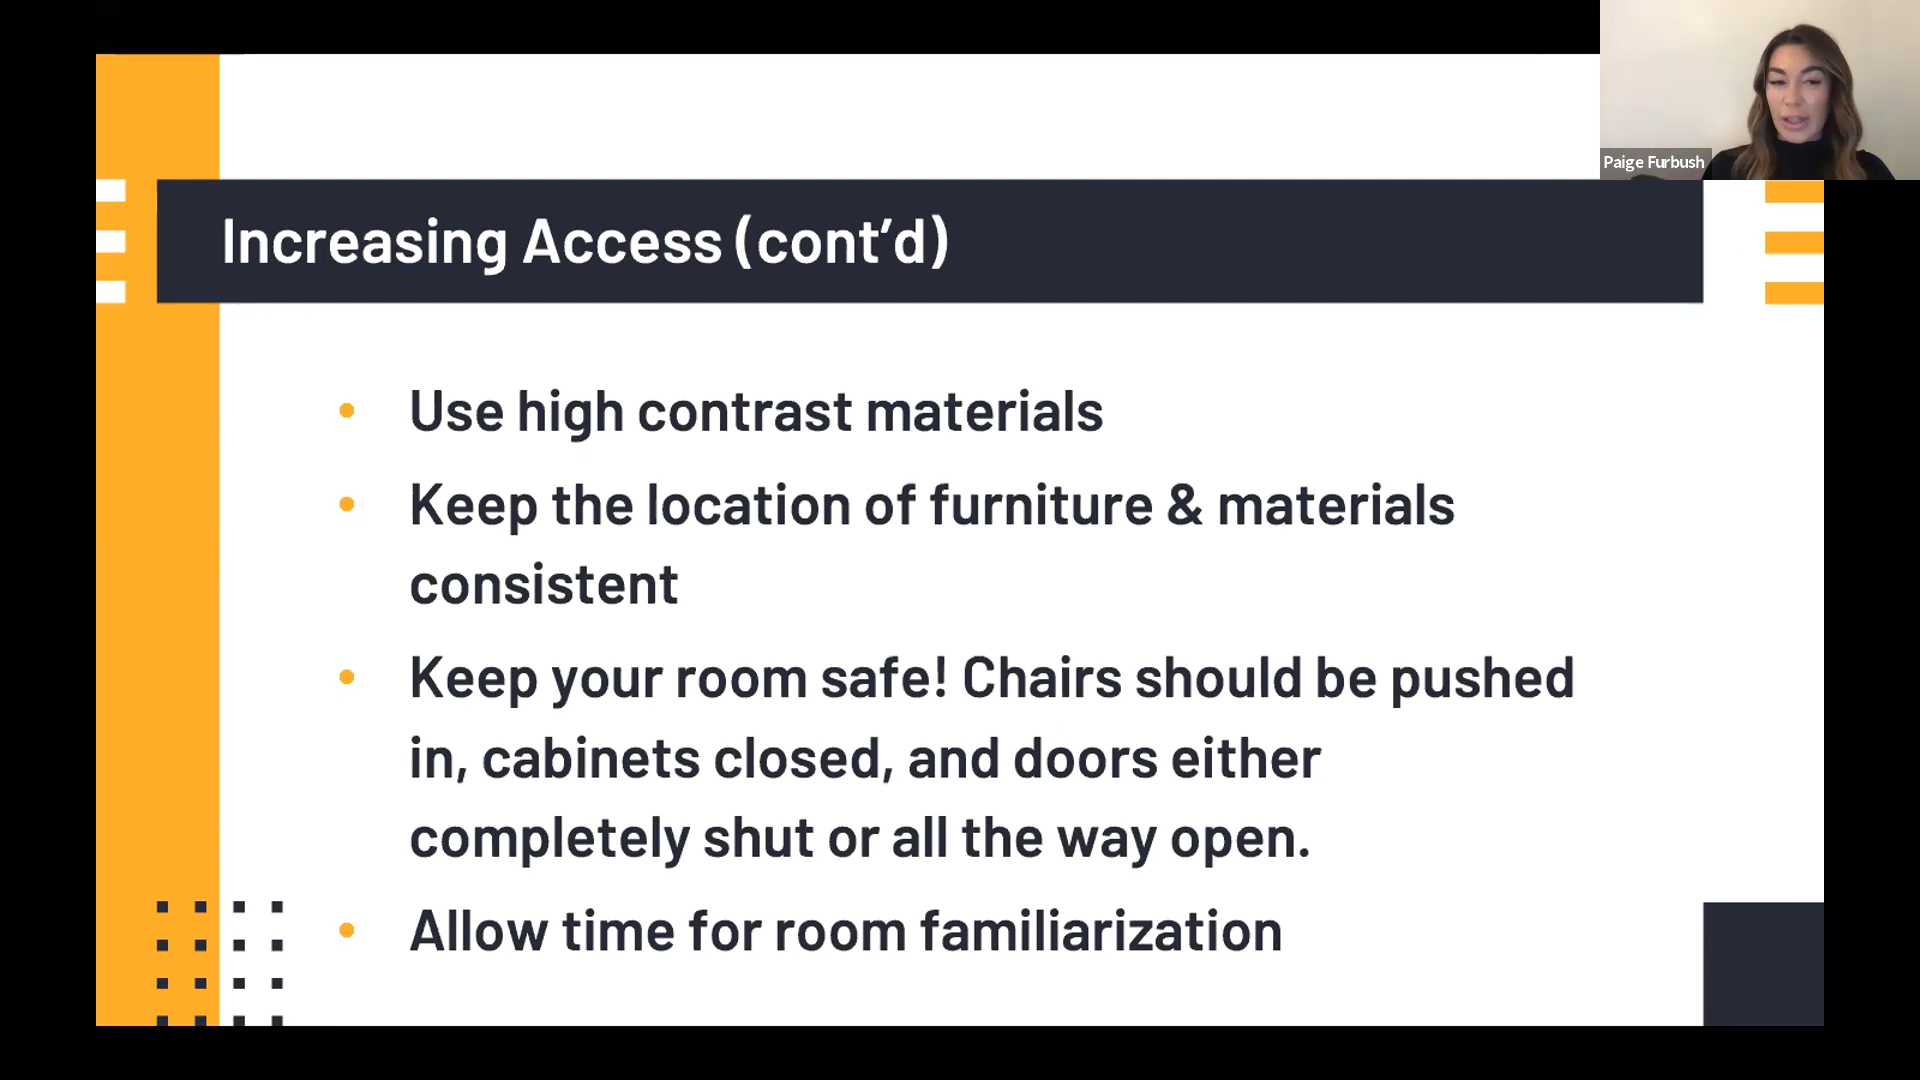 Paige Furbush
Increasing Access (cont’d)
• Use high contrast materials
• Keep the location of furniture & materials
consistent
• Keep your room safe! Chairs should be pushed
in, cabinets closed, and doors either
completely shut or all the way open.
• Allow time for room familiarization